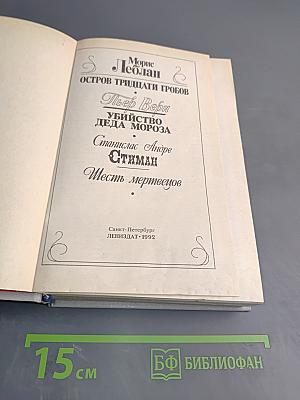 Морис
Леблан
ОСТРОВ ТРИДЦАТИ ГРОБОВ
Пьер Вери
УБИЙСТВО
ДЕДА МОРОЗА
Станислас Андре
Стиман
Шесть мертвецов
Санкт-Петербург
ЛЕНИЗДАТ • 1992
15 см
БФ БИБЛИОФАН